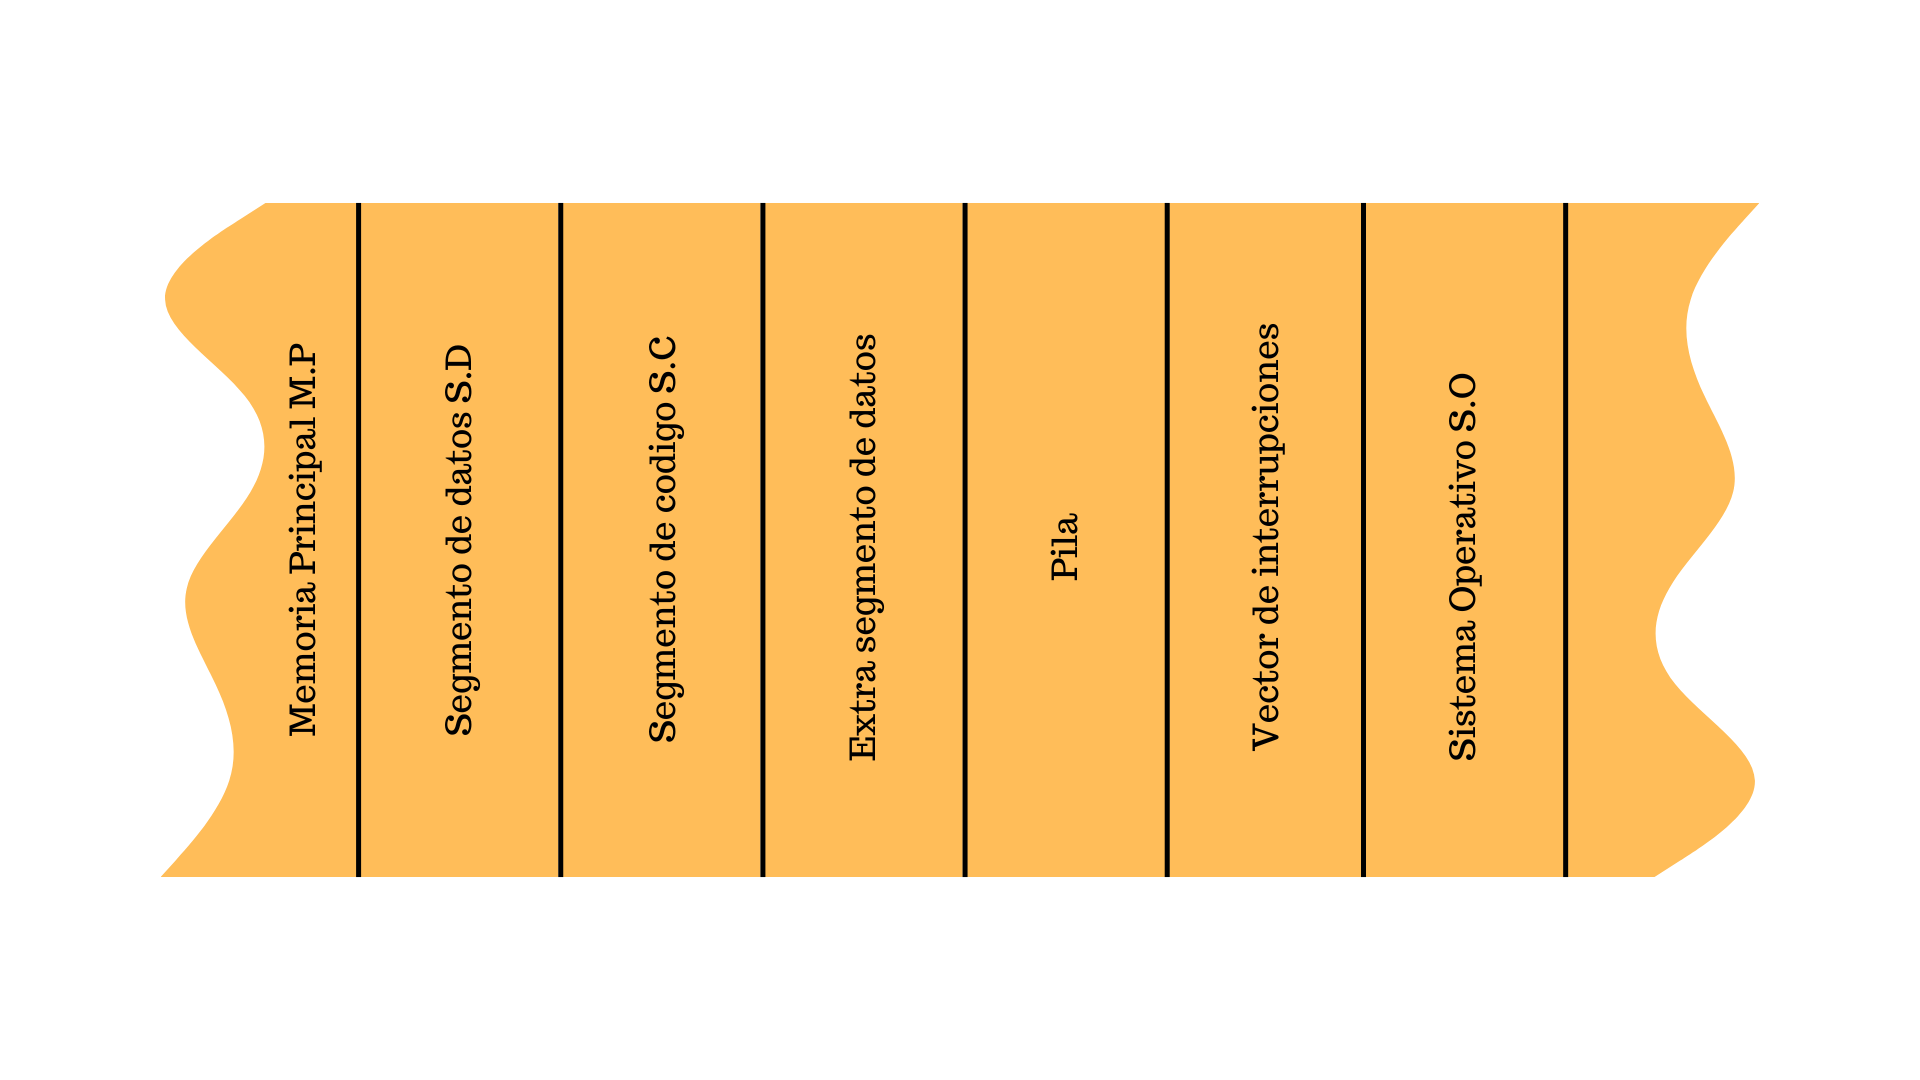 Memoria Principal M.P
Segmento de datos S.D
Segmento de codigo S.C
Extra segmento de datos
Pila
Vector de interrupciones
Sistema Operativo S.O